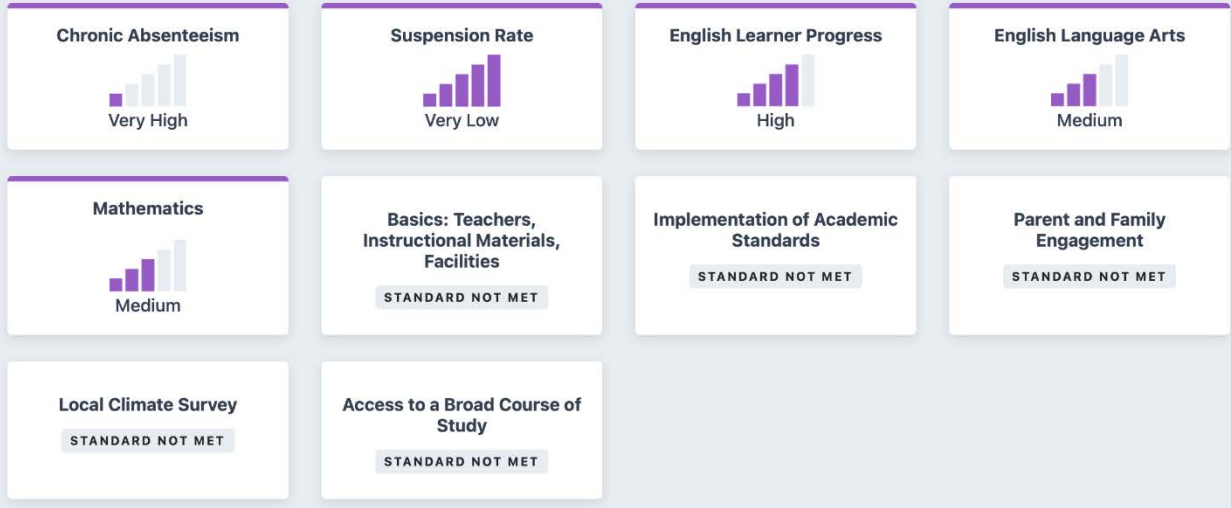 Chronic Absenteeism
Very High
Suspension Rate
Very Low
English Learner Progress
High
English Language Arts
Medium
Mathematics
Medium
Basics: Teachers,
Instructional Materials,
Facilities
STANDARD NOT MET
Implementation of Academic
Standards
STANDARD NOT MET
Parent and Family
Engagement
STANDARD NOT MET
Local Climate Survey
STANDARD NOT MET
Access to a Broad Course of
Study
STANDARD NOT MET